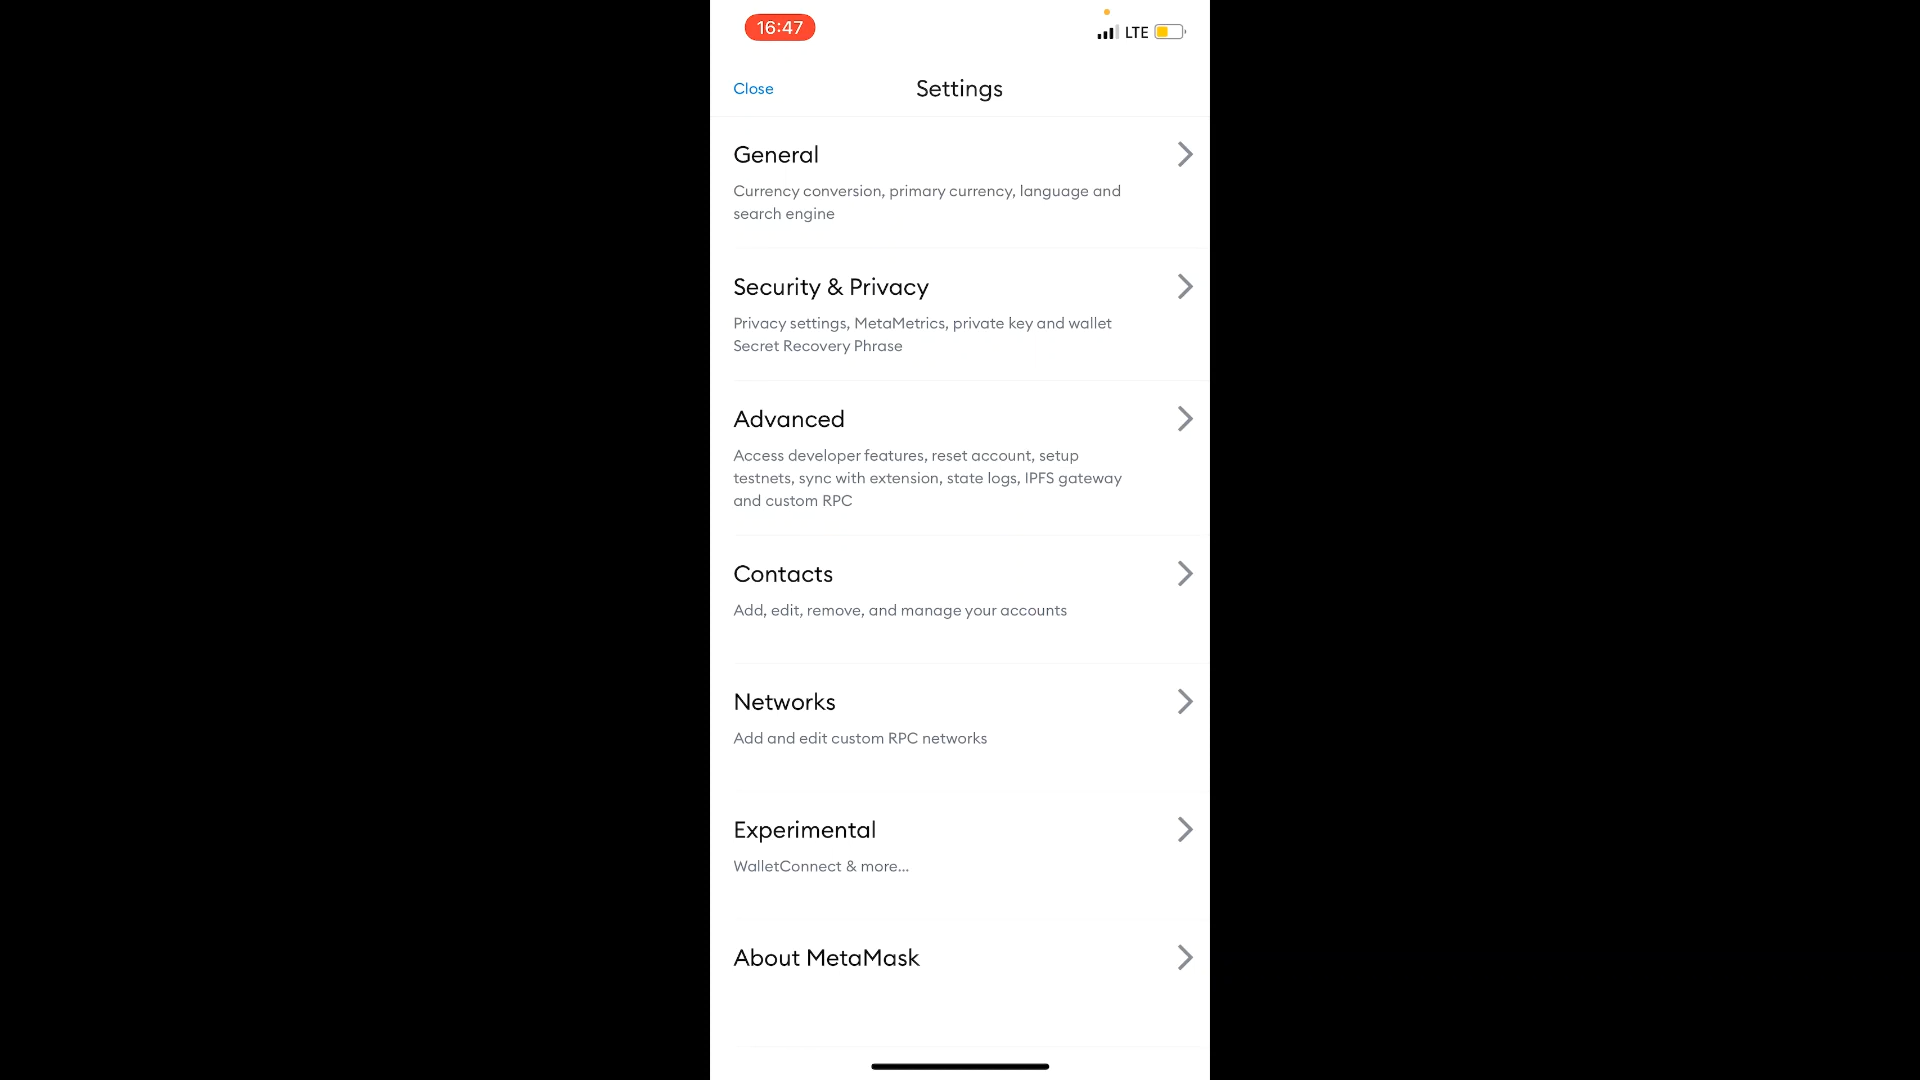 16:47
LTE
Close
Settings
General
Currency conversion, primary currency, language and
search engine
Security & Privacy
Privacy settings, MetaMetrics, private key and wallet
Secret Recovery Phrase
Advanced
Access developer features, reset account, setup
testnets, sync with extension, state logs, IPFS gateway
and custom RPC
Contacts
Add, edit, remove, and manage your accounts
Networks
Add and edit custom RPC networks
Experimental
WalletConnect & more...
About MetaMask